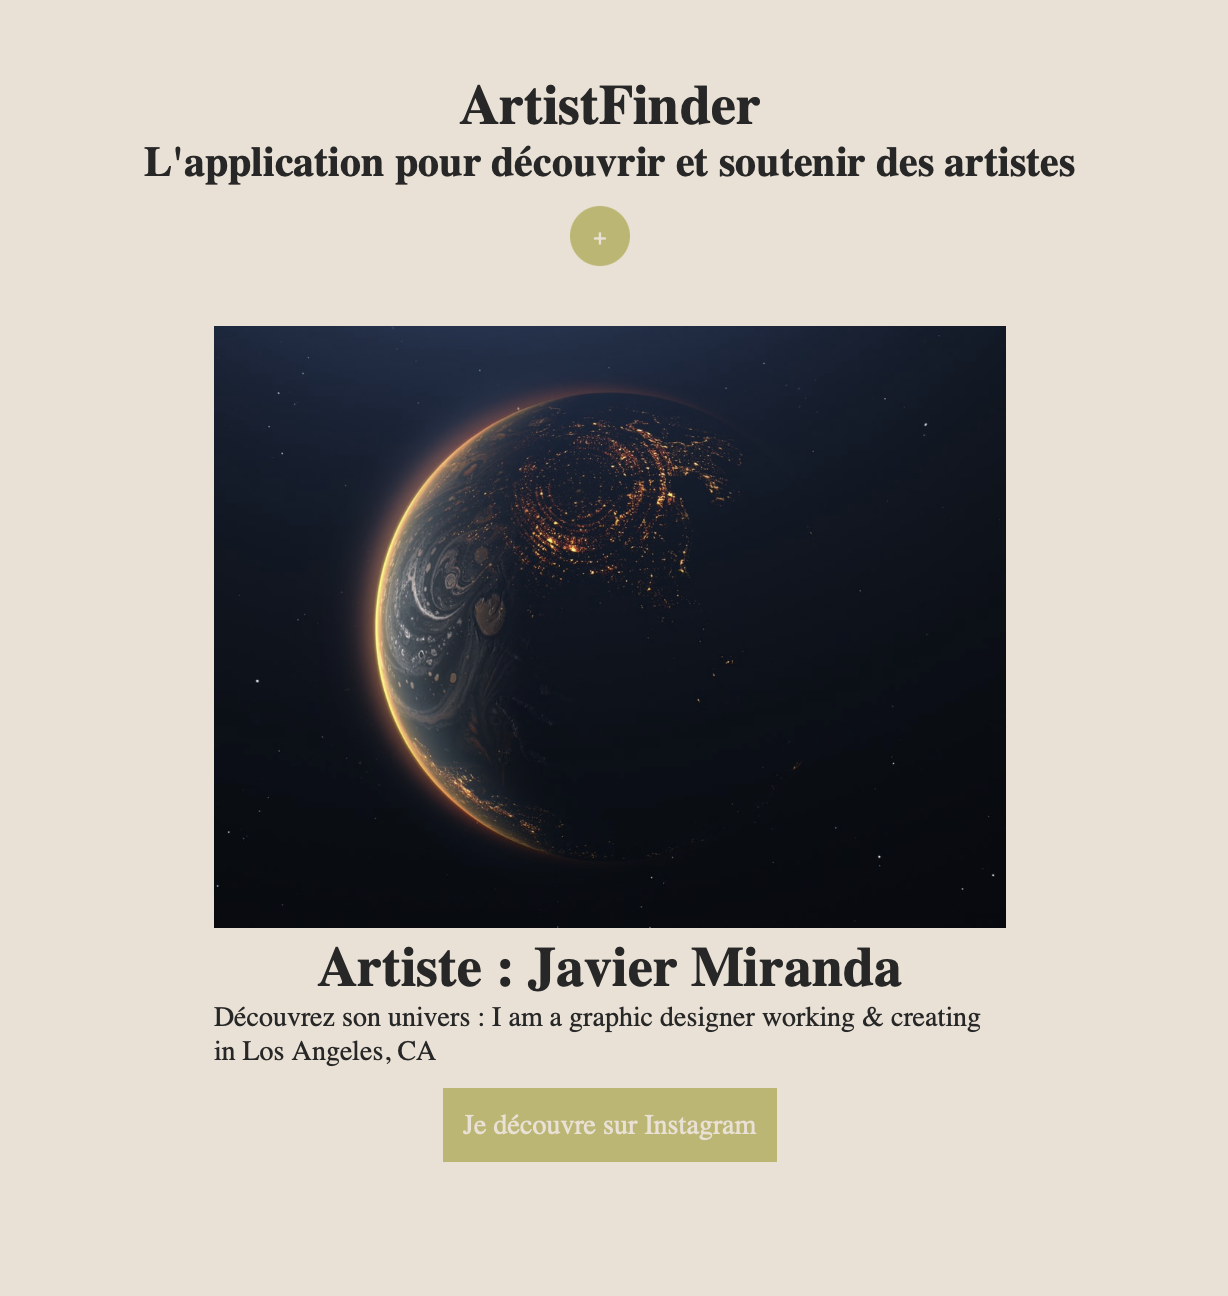 ArtistFinder
L'application pour découvrir et soutenir des artistes
+
Artiste : Javier Miranda
Découvrez son univers : I am a graphic designer working & creating
in Los Angeles, CA
Je découvre sur Instagram